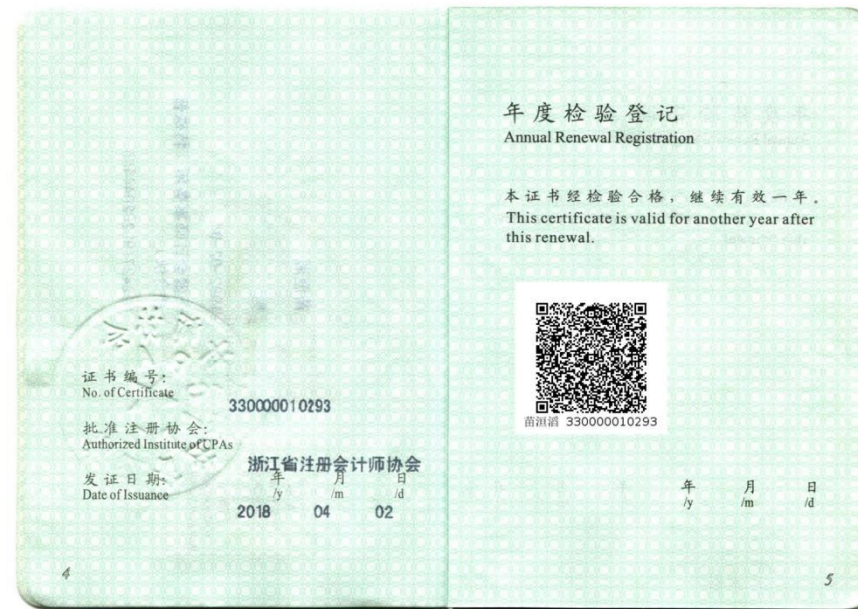 证书编号:
No. of Certificate
330000010293
批准注册协会:
Authorized Institute of CPAs
浙江省注册会计师协会
发证日期:
Date of Issuance
年 月 日
/y /m /d
2018 04 02
4
年度检验登记
Annual Renewal Registration
本证书经检验合格，继续有效一年。
This certificate is valid for another year after
this renewal.
苗洹滔 330000010293
年 月 日
/y /m /d
5